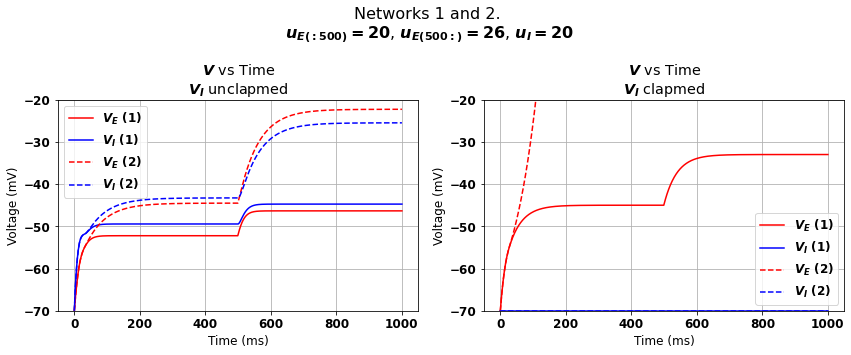 Networks 1 and 2.
u_E(:500) = 20, u_E(500:) = 26, u_I = 20
V vs Time
V_I unclapmed
−20
−30
−40
−50
−60
−70
Voltage (mV)
V_E (1)
V_I (1)
V_E (2)
V_I (2)
0 200 400 600 800 1000
Time (ms)
V vs Time
V_I clapmed
−20
−30
−40
−50
−60
−70
Voltage (mV)
V_E (1)
V_I (1)
V_E (2)
V_I (2)
0 200 400 600 800 1000
Time (ms)